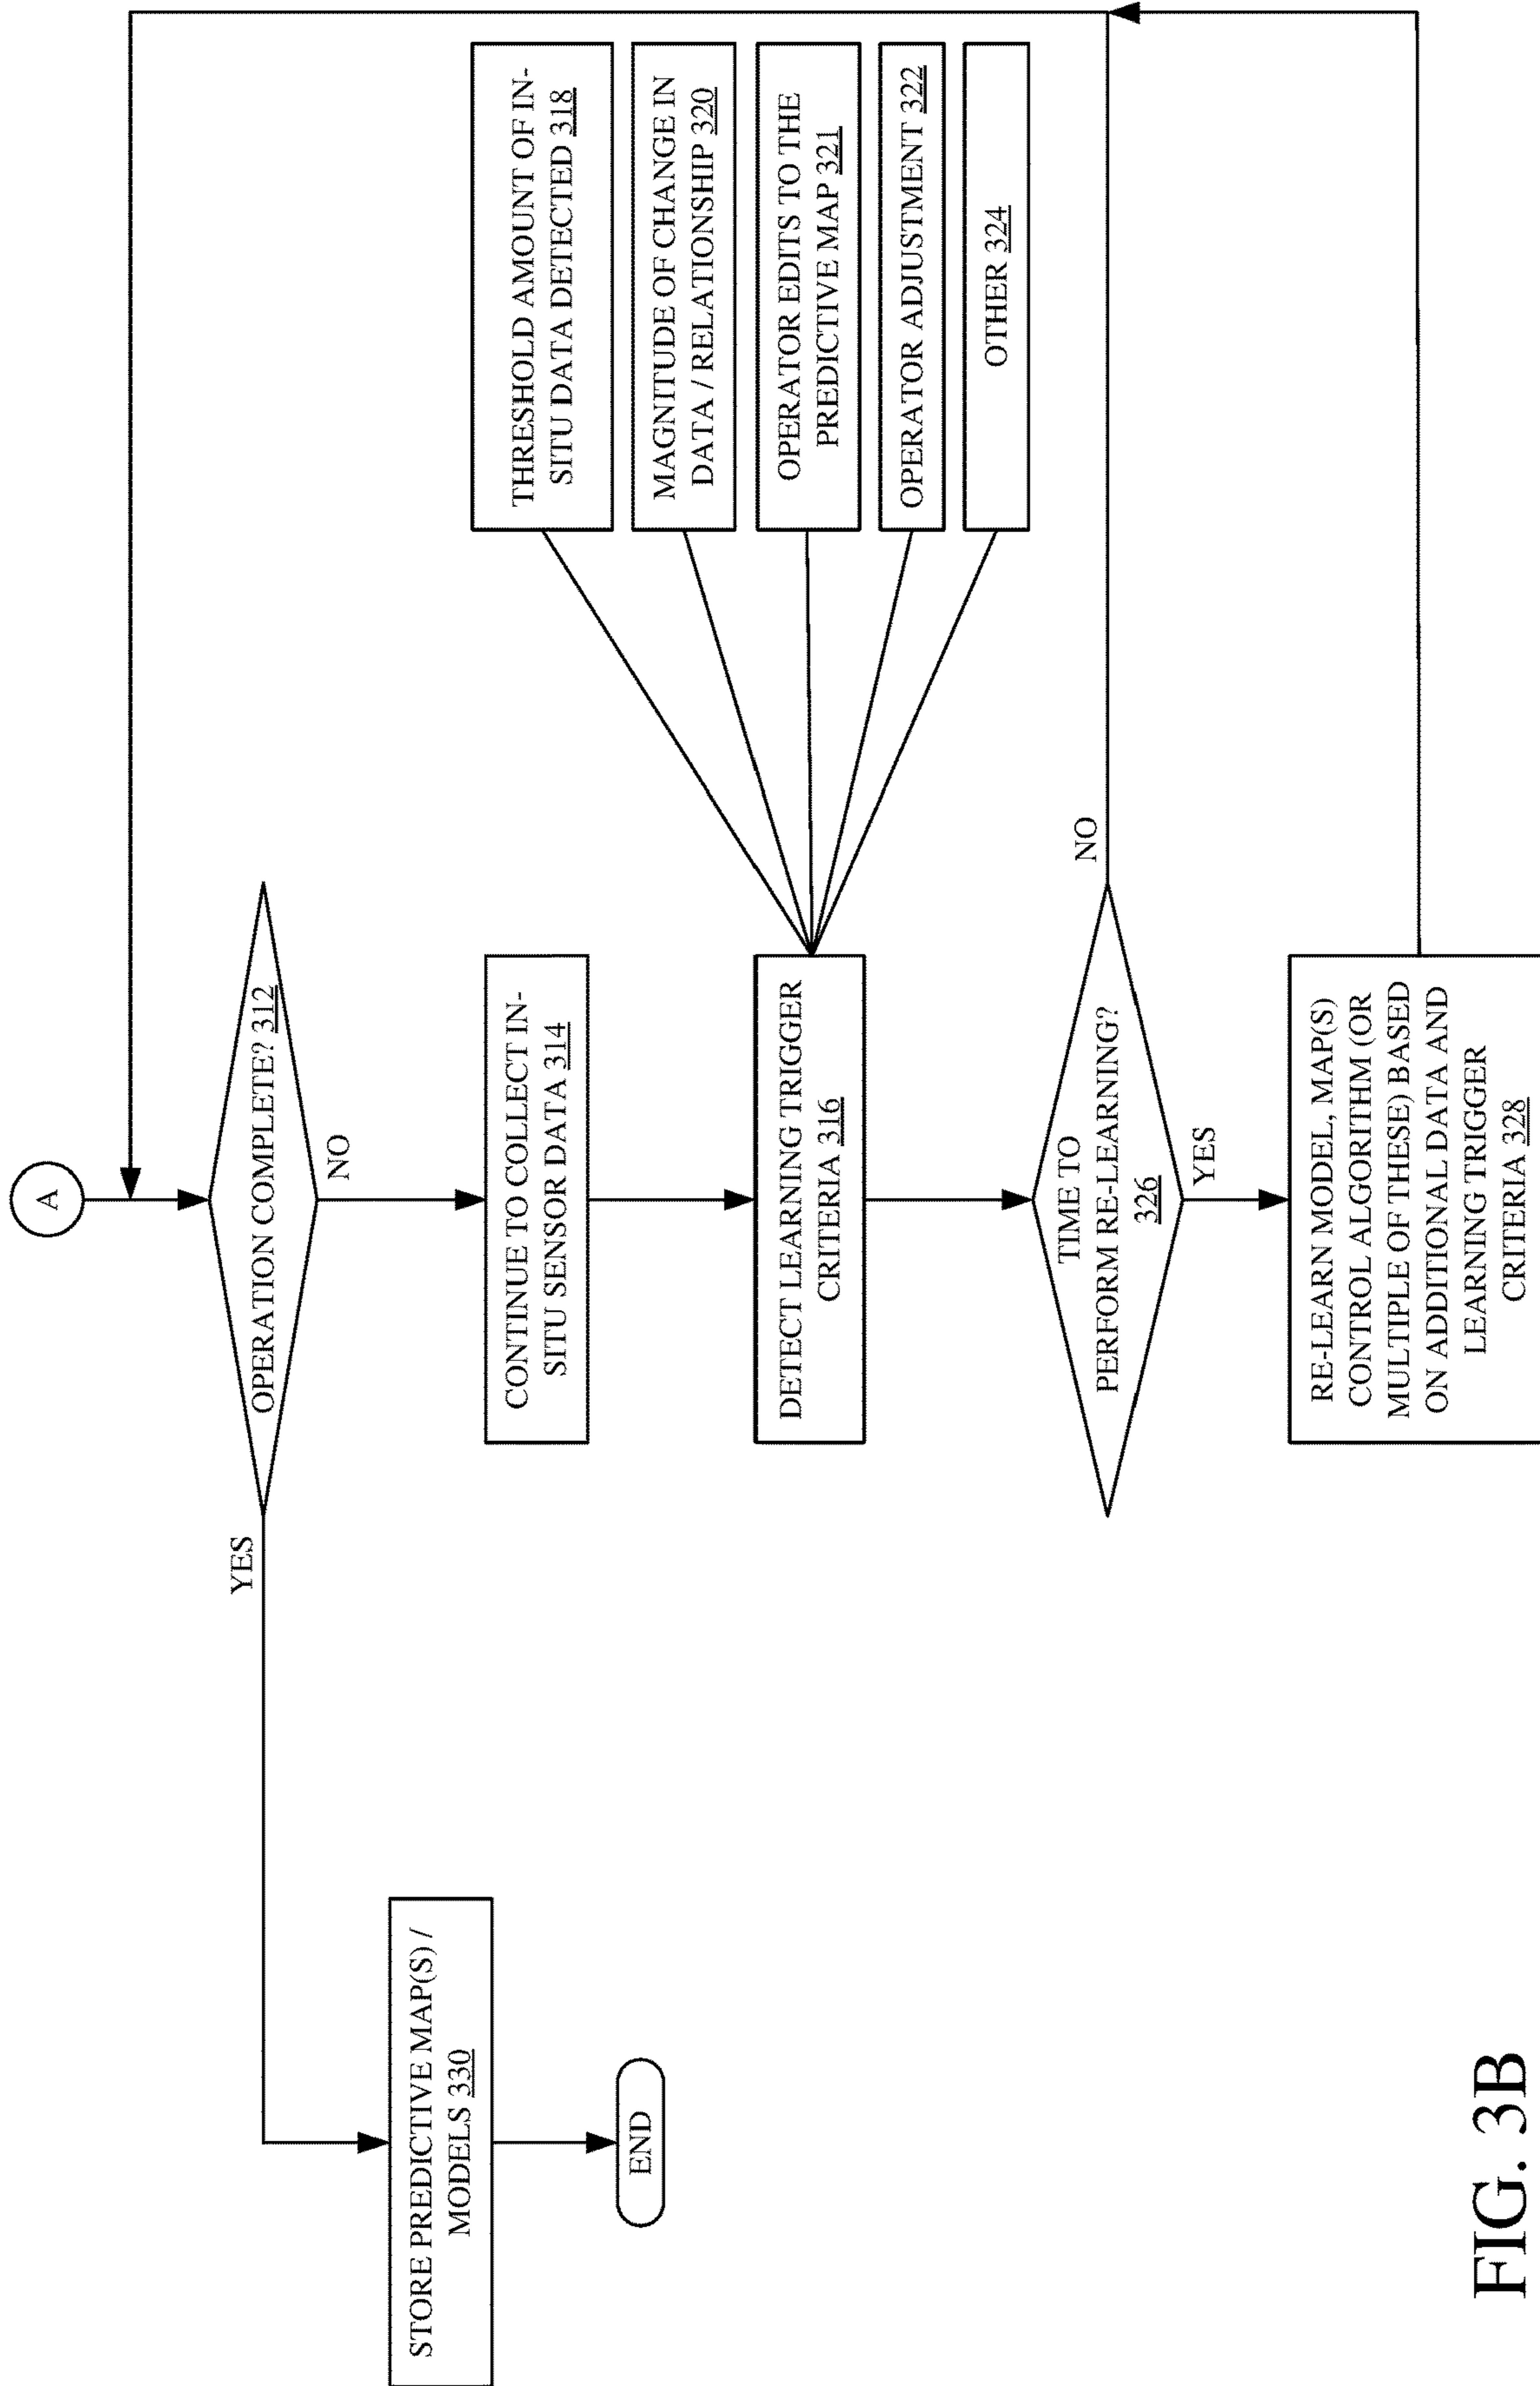 A
OPERATION COMPLETE? 312
YES
NO
STORE PREDICTIVE MAP(S) /
MODELS 330
END
CONTINUE TO COLLECT IN-
SITU SENSOR DATA 314
DETECT LEARNING TRIGGER
CRITERIA 316
THRESHOLD AMOUNT OF IN-
SITU DATA DETECTED 318
MAGNITUDE OF CHANGE IN
DATA / RELATIONSHIP 320
OPERATOR EDITS TO THE
PREDICTIVE MAP 321
OPERATOR ADJUSTMENT 322
OTHER 324
TIME TO
PERFORM RE-LEARNING?
326
NO
YES
RE-LEARN MODEL, MAP(S)
CONTROL ALGORITHM (OR
MULTIPLE OF THESE) BASED
ON ADDITIONAL DATA AND
LEARNING TRIGGER
CRITERIA 328
FIG. 3B